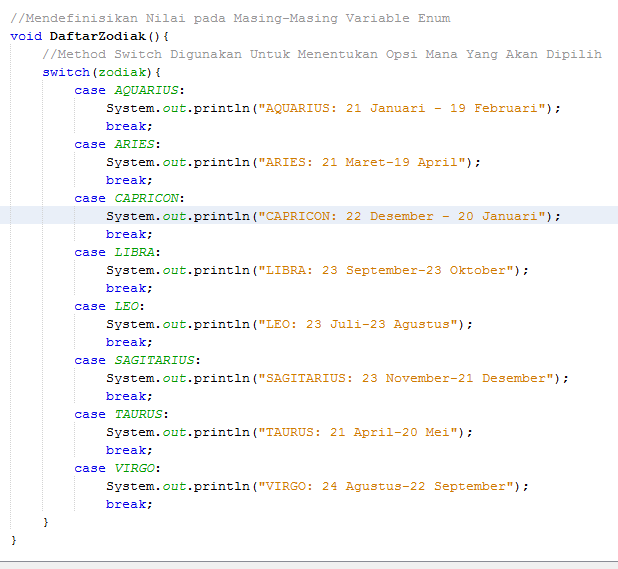 //Mendefinisikan Nilai pada Masing-Masing Variable Enum
void DaftarZodiak(){
//Method Switch Digunakan Untuk Menentukan Opsi Mana Yang Akan Dipilih
switch(zodiak){
case AQUARIUS:
System.out.println("AQUARIUS: 21 Januari - 19 Februari");
break;
case ARIES:
System.out.println("ARIES: 21 Maret-19 April");
break;
case CAPRICON:
System.out.println("CAPRICON: 22 Desember - 20 Januari");
break;
case LIBRA:
System.out.println("LIBRA: 23 September-23 Oktober");
break;
case LEO:
System.out.println("LEO: 23 Juli-23 Agustus");
break;
case SAGITARIUS:
System.out.println("SAGITARIUS: 23 November-21 Desember");
break;
case TAURUS:
System.out.println("TAURUS: 21 April-20 Mei");
break;
case VIRGO:
System.out.println("VIRGO: 24 Agustus-22 September");
break;
}
}